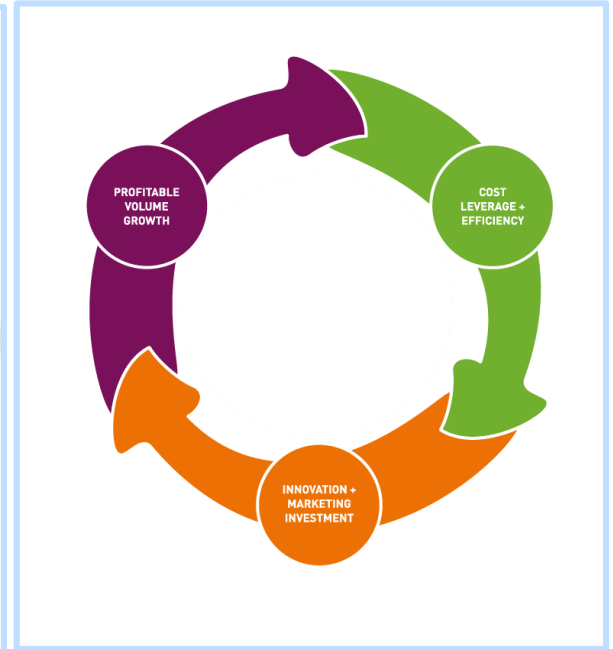 PROFITABLE
VOLUME
GROWTH
COST
LEVERAGE +
EFFICIENCY
INNOVATION +
MARKETING
INVESTMENT